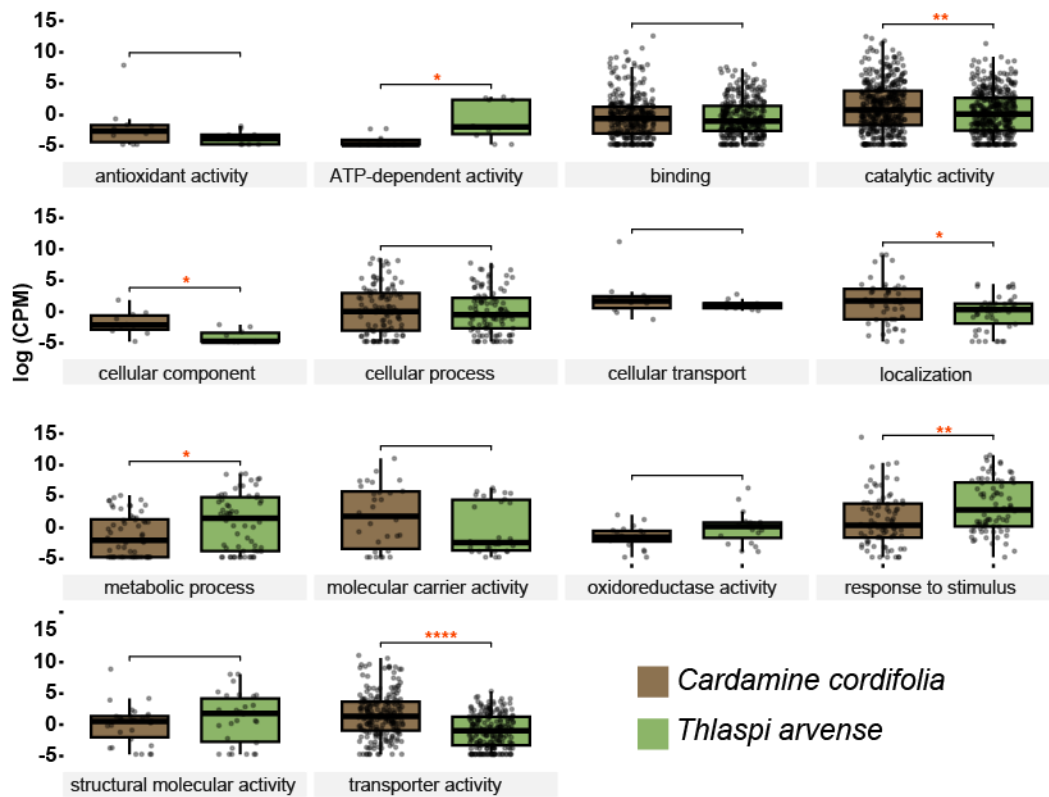 15
10
5
0
-5
*
**
antioxidant activity
ATP-dependent activity
binding
catalytic activity
log (CPM)
15
10
5
0
-5
*
*
cellular component
cellular process
cellular transport
localization
15
10
5
0
-5
*
**
metabolic process
molecular carrier activity
oxidoreductase activity
response to stimulus
15
10
5
0
-5
****
structural molecular activity
transporter activity
Cardamine cordifolia
Thlaspi arvense